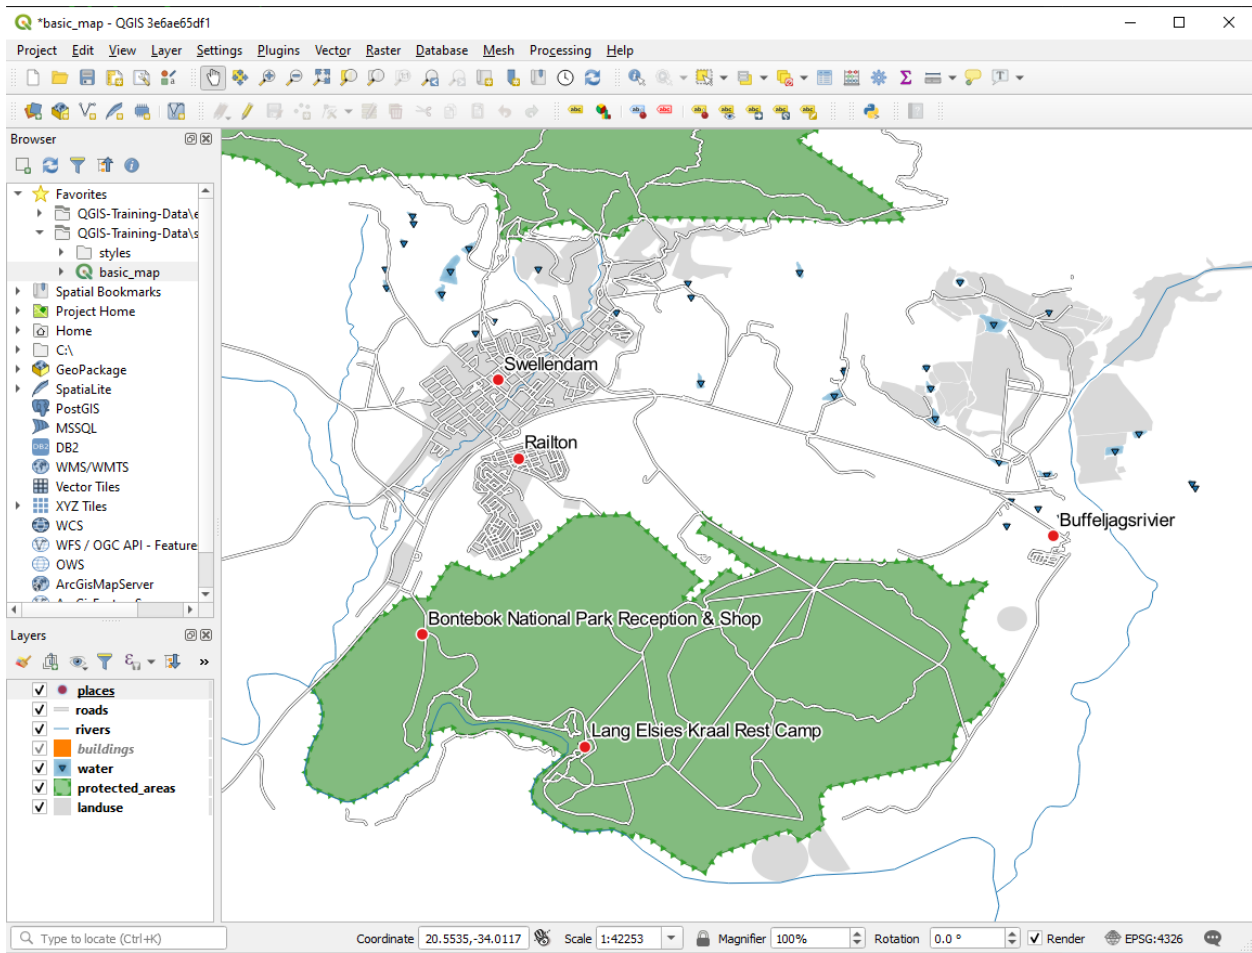 *basic_map - QGIS 3e6ae65df1
Project Edit View Layer Settings Plugins Vector Raster Database Mesh Processing Help
Browser
Favorites
QGIS-Training-Data\e
QGIS-Training-Data\s
styles
basic_map
Spatial Bookmarks
Project Home
Home
C:\
GeoPackage
SpatiaLite
PostGIS
MSSQL
DB2
WMS/WMTS
Vector Tiles
XYZ Tiles
WCS
WFS / OGC API - Feature
OWS
ArcGisMapServer
Layers
places
roads
rivers
buildings
water
protected_areas
landuse
Swellendam
Railton
Buffeljagsrivier
Bontebok National Park Reception & Shop
Lang Elsies Kraal Rest Camp
Type to locate (Ctrl+K) Coordinate 20.5535,-34.0117 Scale 1:42253 Magnifier 100% Rotation 0.0 ° Render EPSG:4326